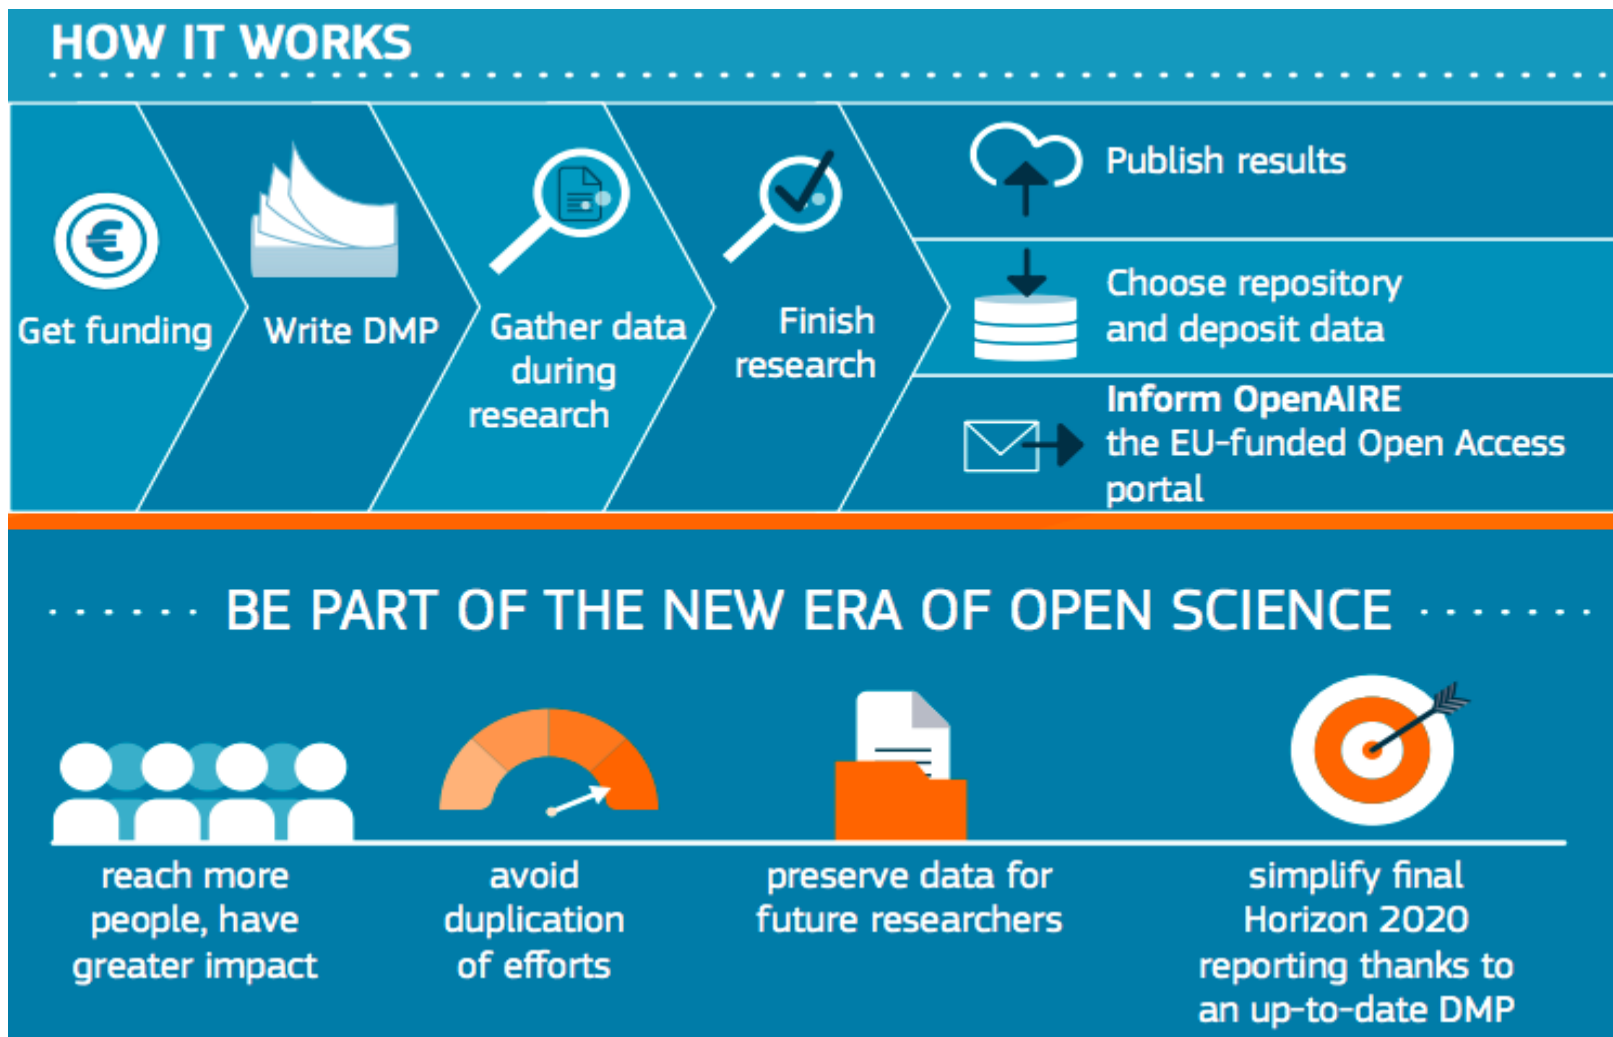 HOW IT WORKS
Get funding
Write DMP
Gather data
during
research
Finish
research
Publish results
Choose repository
and deposit data
Inform OpenAIRE
the EU-funded Open Access
portal
BE PART OF THE NEW ERA OF OPEN SCIENCE
reach more
people, have
greater impact
avoid
duplication
of efforts
preserve data for
future researchers
simplify final
Horizon 2020
reporting thanks to
an up-to-date DMP